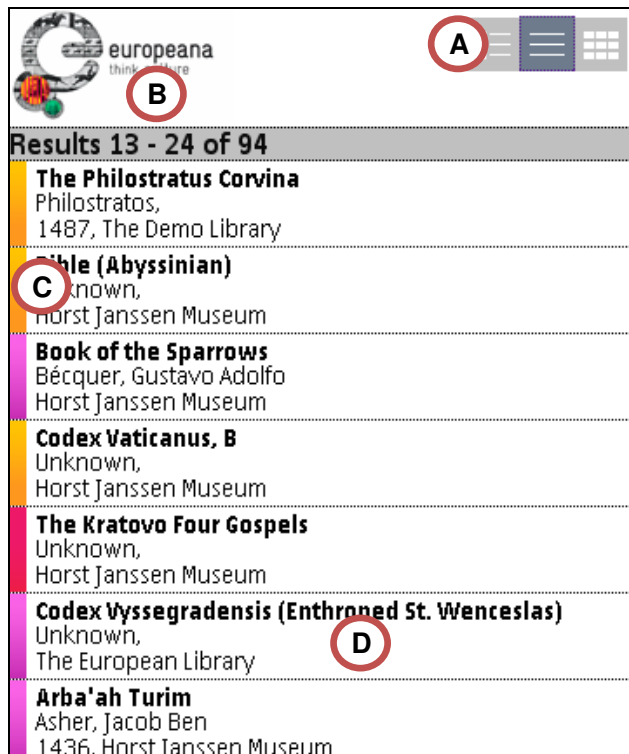 europeana
think culture
A
B
Results 13 - 24 of 94
The Philostratus Corvina
Philostratos,
1487, The Demo Library
Bible (Abyssinian)
C
Unknown,
Horst Janssen Museum
Book of the Sparrows
Bécquer, Gustavo Adolfo
Horst Janssen Museum
Codex Vaticanus, B
Unknown,
Horst Janssen Museum
The Kratovo Four Gospels
Unknown,
Horst Janssen Museum
Codex Vyssegradensis (Enthroned St. Wenceslas)
Unknown,
D
The European Library
Arba'ah Turim
Asher, Jacob Ben
1436, Horst Janssen Museum